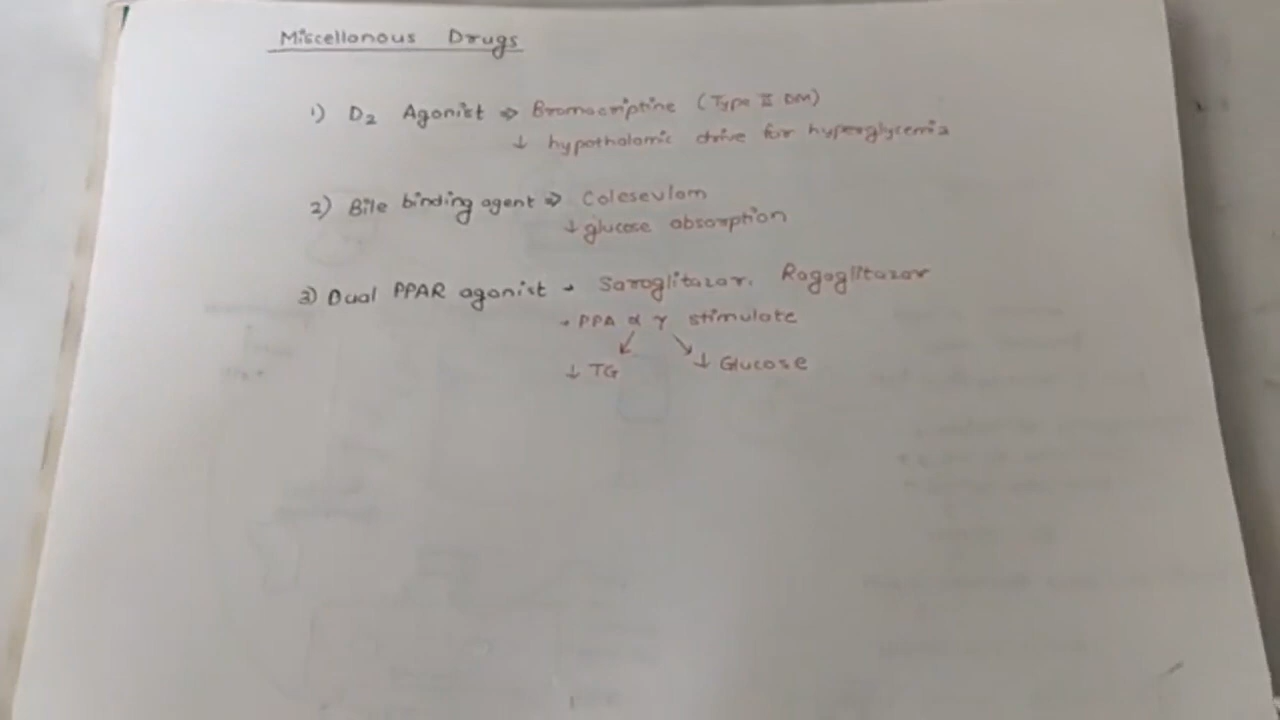 Miscellonous Drugs
1) D2 Agonist ⇒ Bromocriptine (Type II DM)
↓ hypothalamic drive for hyperglycemia
2) Bile binding agent ⇒ Colesevlam
↓ glucose absorption
3) Dual PPAR agonist → Saroglitazar, Ragaglitazar
→ PPA α γ stimulate
↓ TG ↓ Glucose